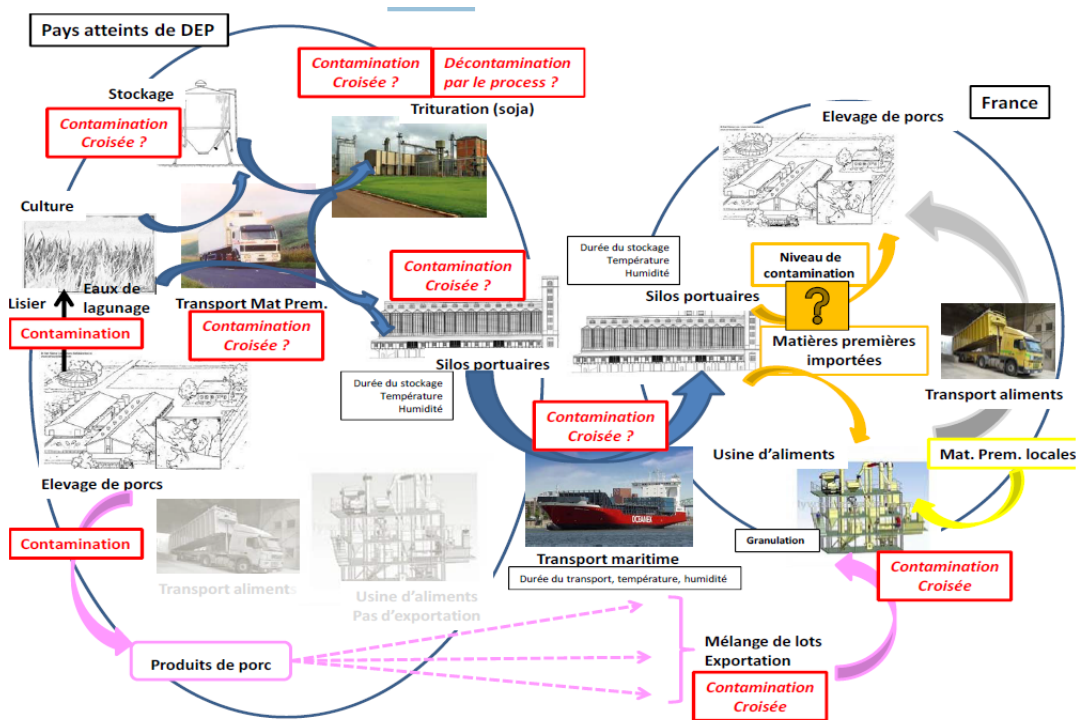 Pays atteints de DEP
Contamination
Croisée ?
Décontamination
par le process ?
Stockage
Trituration (soja)
France
Contamination
Croisée ?
Elevage de porcs
Culture
Durée du stockage
Température
Humidité
Niveau de
contamination
Contamination
Croisée ?
Eaux de
lagunage
Lisier
Transport Mat Prem.
Silos portuaires
?
Contamination
Contamination
Croisée ?
Matières premières
importées
Silos portuaires
Durée du stockage
Température
Humidité
Transport aliments
Contamination
Croisée ?
Usine d'aliments
Mat. Prem. locales
Elevage de porcs
OCEANEX
Contamination
Granulation
Transport maritime
Durée du transport, température, humidité
Contamination
Croisée
Transport aliments
Usine d'aliments
Pas d'exportation
Produits de porc
Mélange de lots
Exportation
Contamination
Croisée